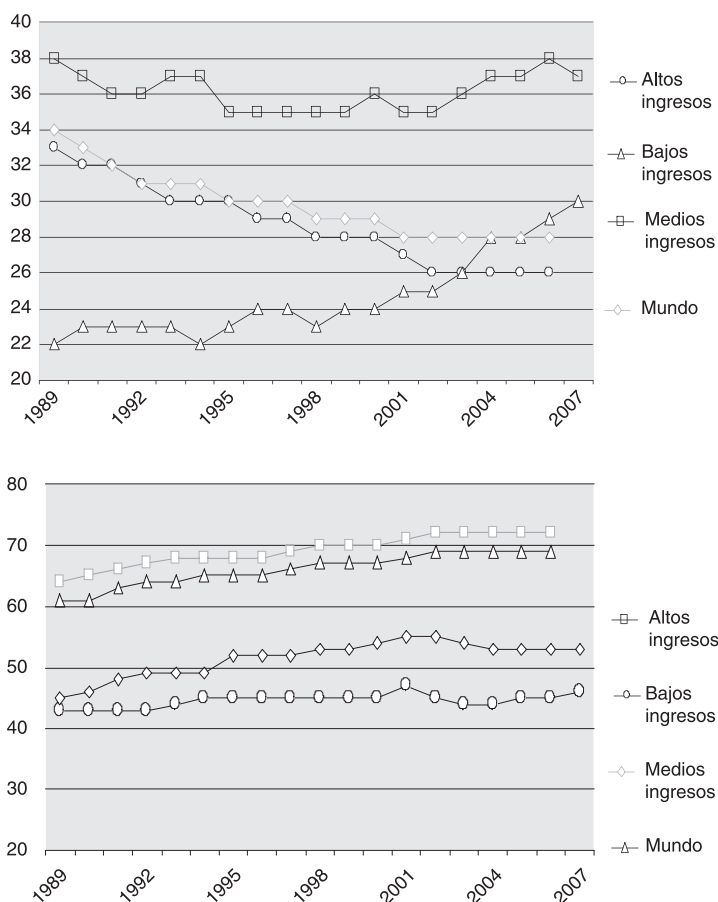 40
38
36
34
32
30
28
26
24
22
20
1989
1992
1995
1998
2001
2004
2007
Altos
ingresos
Bajos
ingresos
Medios
ingresos
Mundo
80
70
60
50
40
30
20
1989
1992
1995
1998
2001
2004
2007
Altos
ingresos
Bajos
ingresos
Medios
ingresos
Mundo